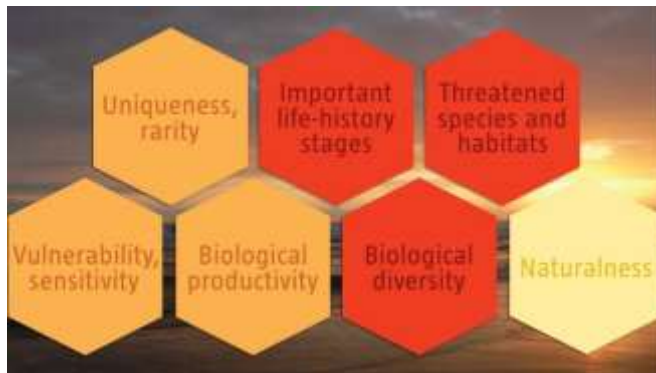 Uniqueness,
rarity
Important
life-history
stages
Threatened
species and
habitats
Vulnerability,
sensitivity
Biological
productivity
Biological
diversity
Naturalness